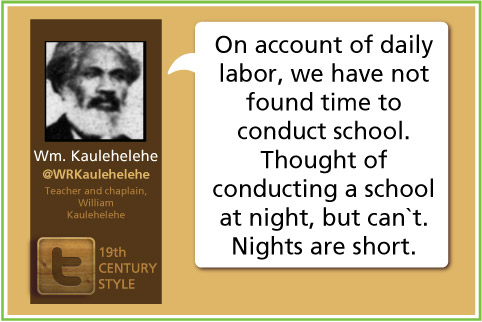 Wm. Kaulehelehe
@WRKaulehelehe
Teacher and chaplain,
William
Kaulehelehe
t
19th
CENTURY
STYLE
On account of daily
labor, we have not
found time to
conduct school.
Thought of
conducting a school
at night, but can`t.
Nights are short.